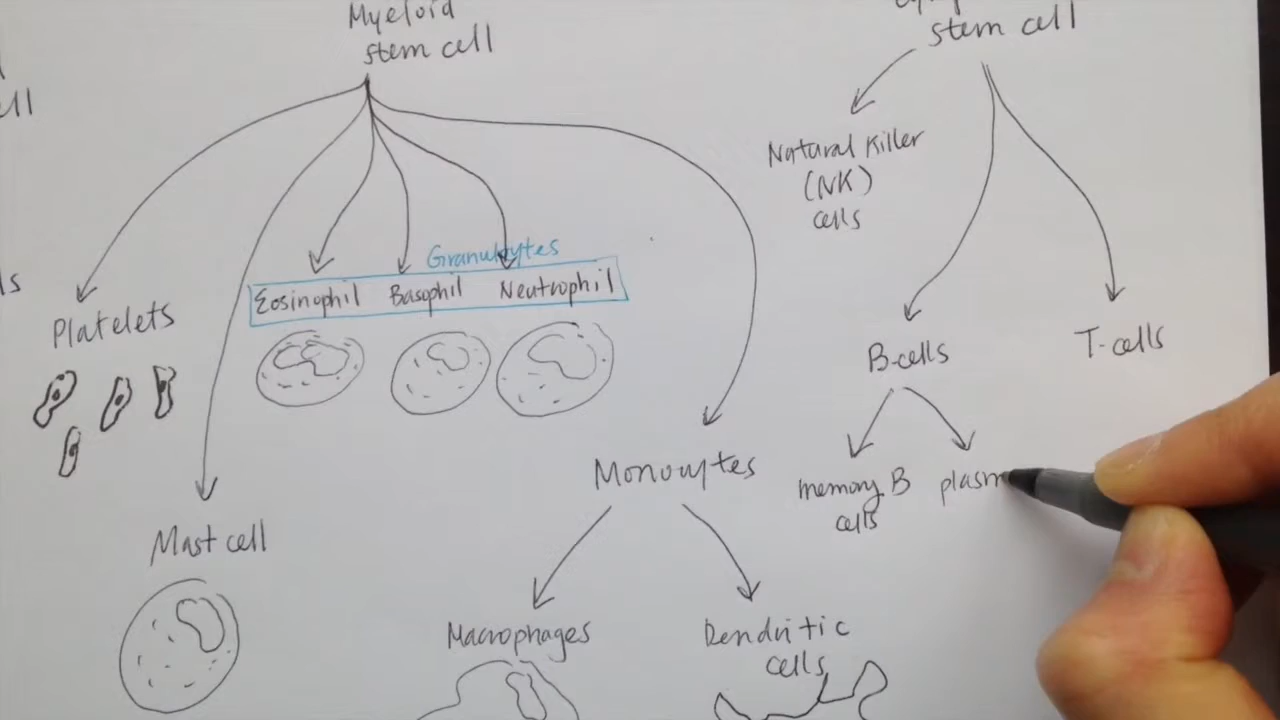 Myeloid
stem cell
stem cell
Natural Killer
(NK)
cells
Granulocytes
Eosinophil Basophil Neutrophil
Platelets
B-cells
T-cells
Monocytes
memory B
cells
plasm
Mast cell
Macrophages
Dendritic
cells